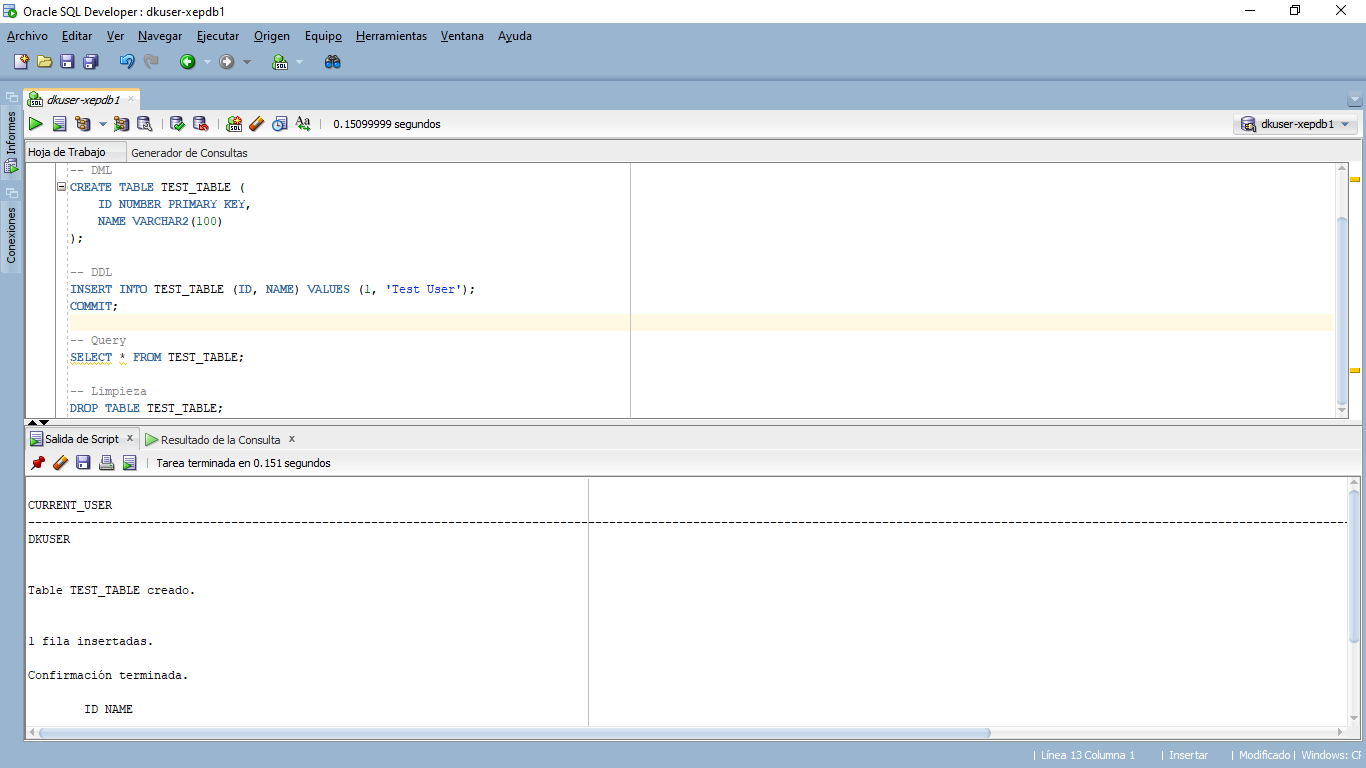 Oracle SQL Developer : dkuser-xepdb1
Archivo Editar Ver Navegar Ejecutar Origen Equipo Herramientas Ventana Ayuda
dkuser-xepdb1
Informes
Conexiones
0.15099999 segundos
dkuser-xepdb1
Hoja de Trabajo Generador de Consultas
-- DML
CREATE TABLE TEST_TABLE (
    ID NUMBER PRIMARY KEY,
    NAME VARCHAR2(100)
);
-- DDL
INSERT INTO TEST_TABLE (ID, NAME) VALUES (1, 'Test User');
COMMIT;
-- Query
SELECT * FROM TEST_TABLE;
-- Limpieza
DROP TABLE TEST_TABLE;
Salida de Script x Resultado de la Consulta x
Tarea terminada en 0.151 segundos
CURRENT_USER
DKUSER
Table TEST_TABLE creado.
1 fila insertadas.
Confirmación terminada.
ID NAME
| Línea 13 Columna 1 | Insertar | Modificado | Windows: CF